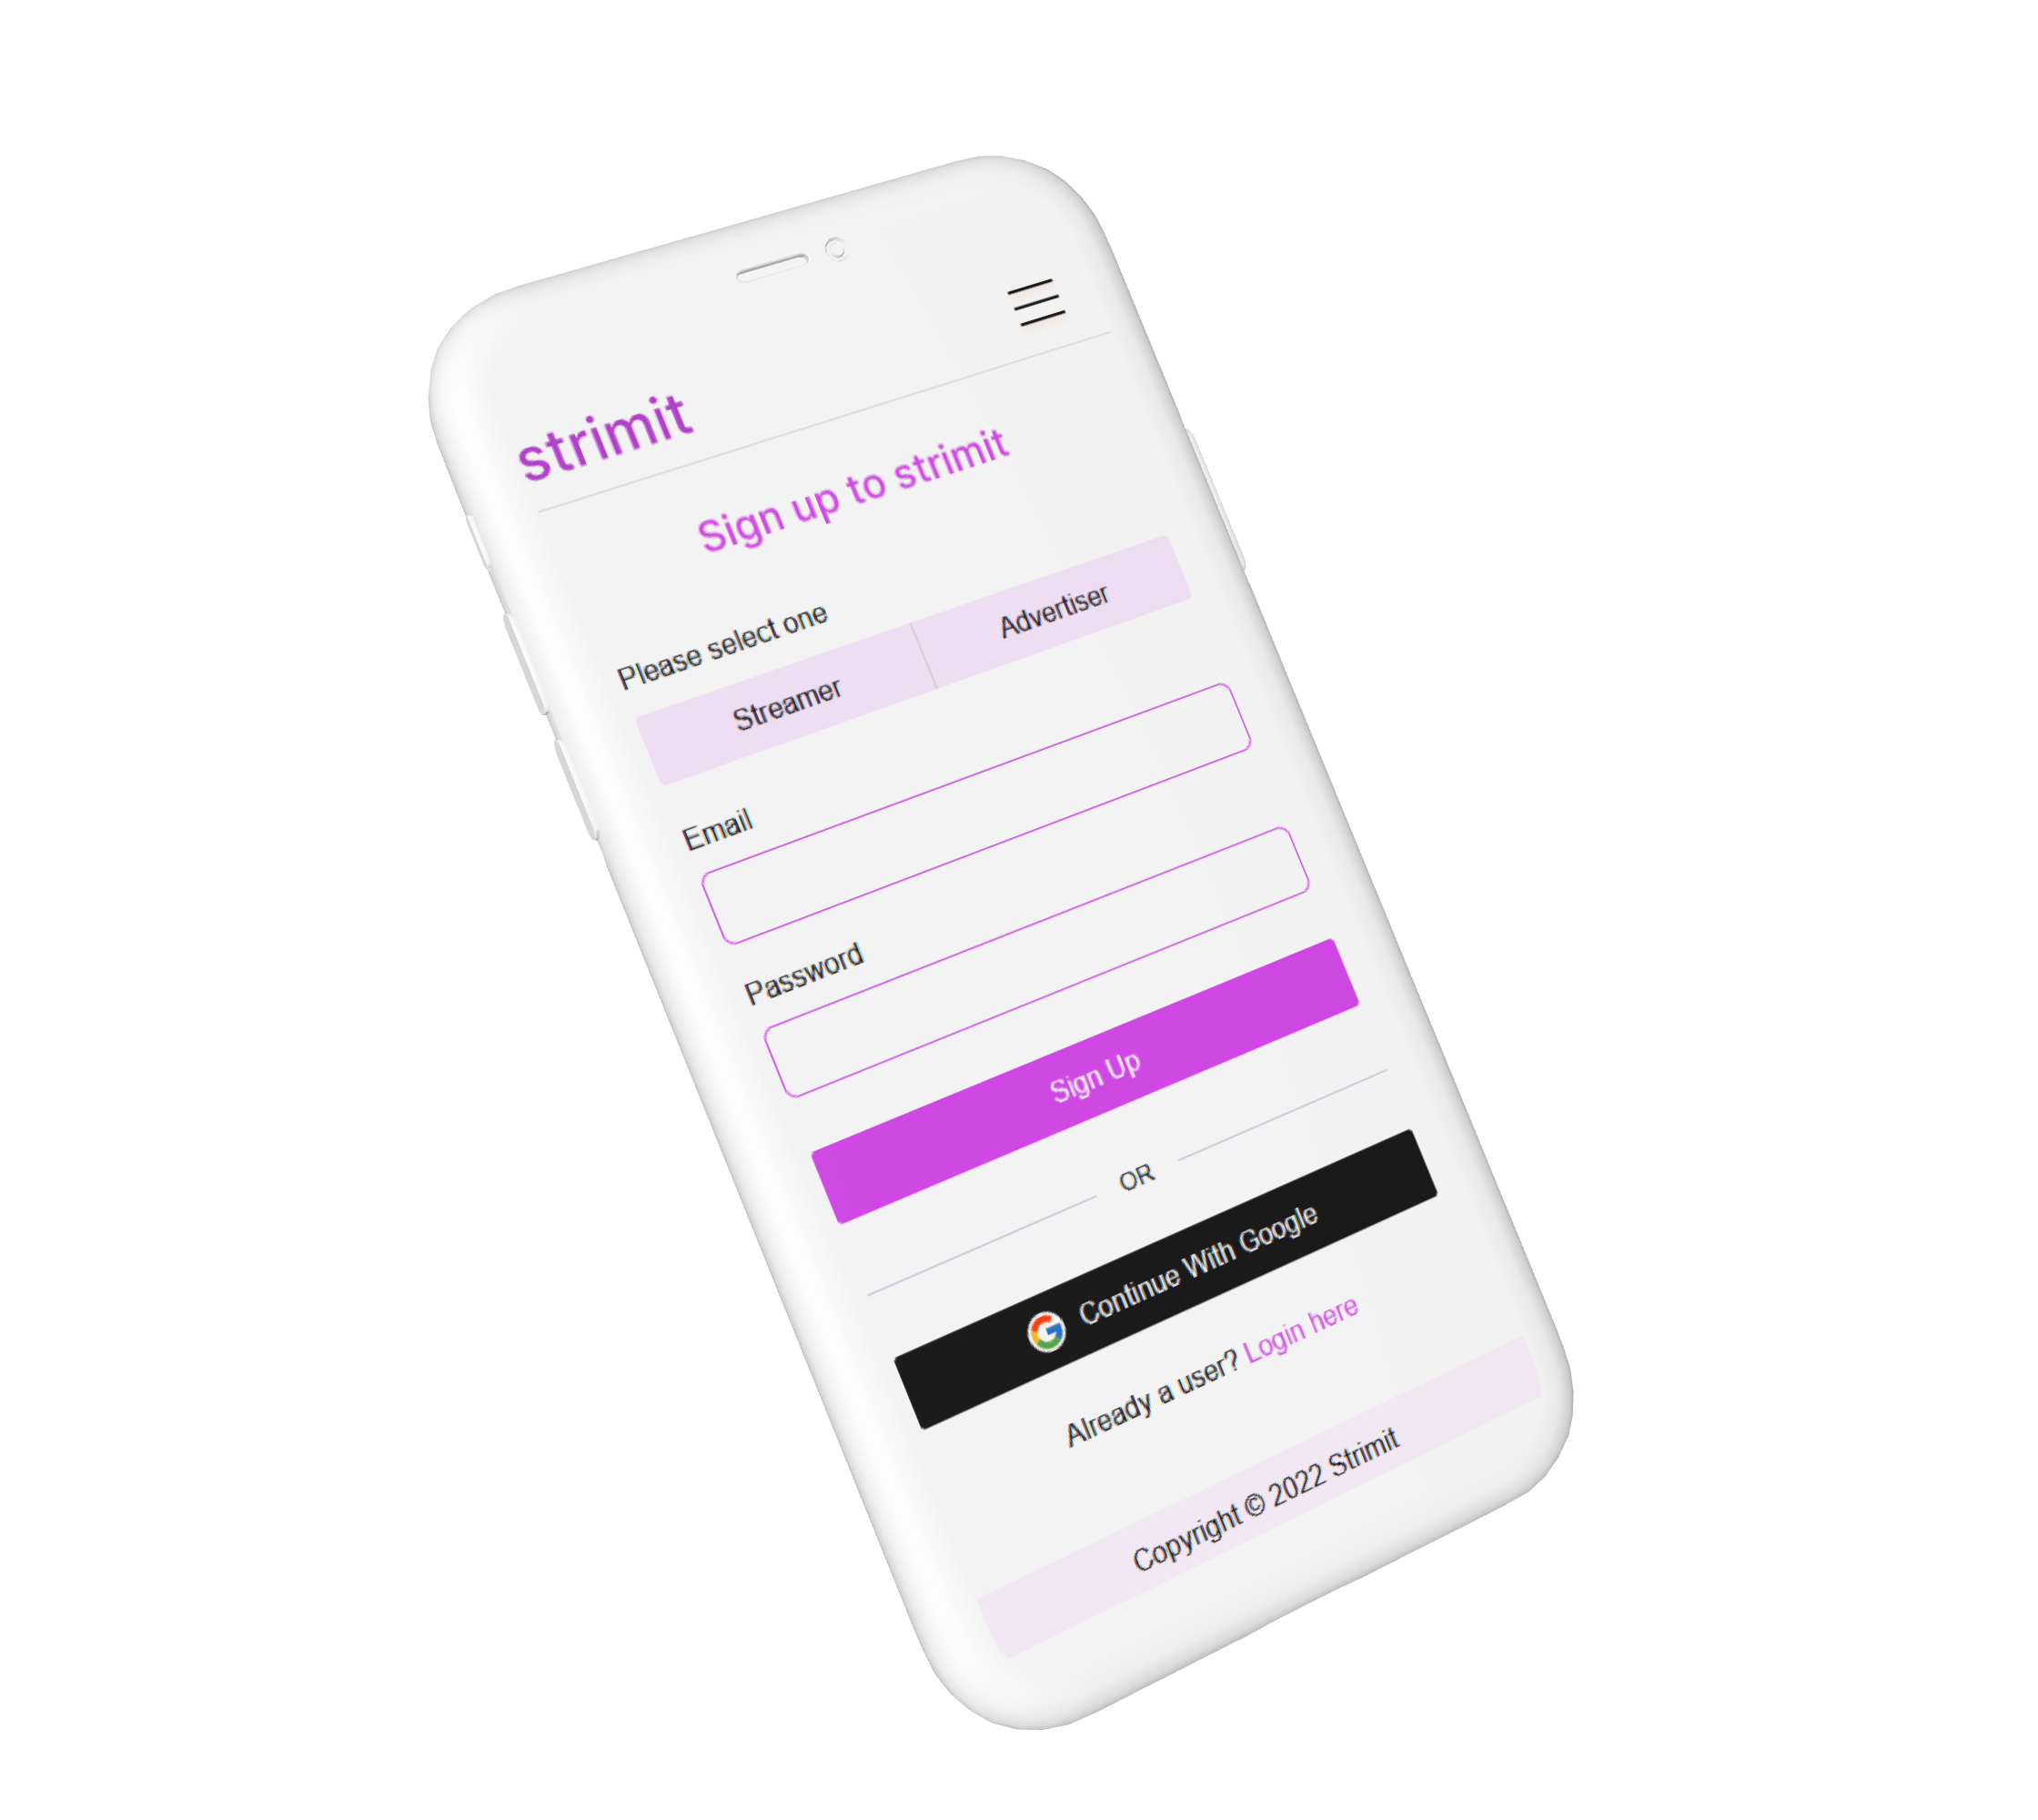 strimit
Sign up to strimit
Please select one
Streamer Advertiser
Email
Password
Sign Up
OR
Continue With Google
Already a user? Login here
Copyright © 2022 Strimit